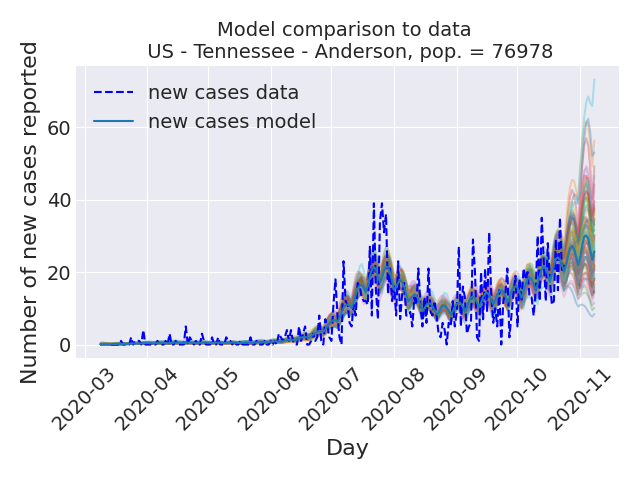 Model comparison to data
US - Tennessee - Anderson, pop. = 76978
Number of new cases reported
new cases data
new cases model
60
40
20
0
2020-03
2020-04
2020-05
2020-06
2020-07
2020-08
2020-09
2020-10
2020-11
Day